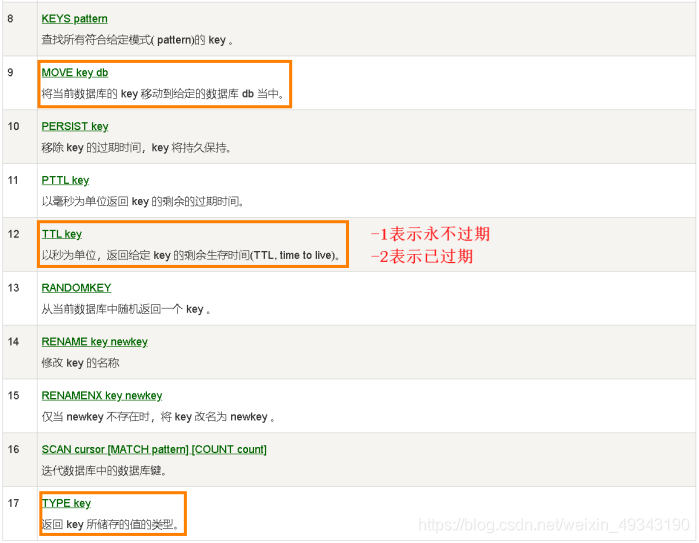 8 KEYS pattern
查找所有符合给定模式( pattern)的 key 。
9 MOVE key db
将当前数据库的 key 移动到给定的数据库 db 当中。
10 PERSIST key
移除 key 的过期时间，key 将持久保持。
11 PTTL key
以毫秒为单位返回 key 的剩余的过期时间。
12 TTL key
-1表示永不过期
以秒为单位，返回给定 key 的剩余生存时间(TTL, time to live)。
-2表示已过期
13 RANDOMKEY
从当前数据库中随机返回一个 key 。
14 RENAME key newkey
修改 key 的名称
15 RENAMENX key newkey
仅当 newkey 不存在时，将 key 改名为 newkey 。
16 SCAN cursor [MATCH pattern] [COUNT count]
迭代数据库中的数据库键。
17 TYPE key
返回 key 所储存的值的类型。
https://blog.csdn.net/weixin_49343190